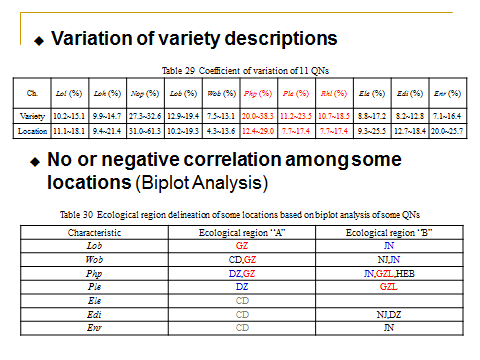 Variation of variety descriptions
Table 29 Coefficient of variation of 11 QNs
Ch. Lol (%) Loh (%) Nop (%) Lob (%) Wob (%) Php (%) Ple (%) Rhl (%) Ele (%) Edi (%) Enr (%)
Variety 10.2~15.1 9.9~14.7 27.3~32.6 12.9~19.4 7.5~13.1 20.0~38.3 11.2~23.5 10.7~18.5 8.8~17.2 8.2~12.8 7.1~16.4
Location 11.1~18.1 9.4~21.4 31.0~61.3 10.2~19.3 4.3~13.6 12.4~29.0 7.7~17.4 7.7~17.4 9.3~25.5 12.7~18.4 20.0~25.7
No or negative correlation among some
locations (Biplot Analysis)
Table 30 Ecological region delineation of some locations based on biplot analysis of some QNs
Characteristic Ecological region “A” Ecological region “B”
Lob GZ JN
Wob CD,GZ NJ,JN
Php DZ,GZ JN,GZL,HEB
Ple DZ GZL
Ele CD
Edi CD NJ,DZ
Enr CD JN